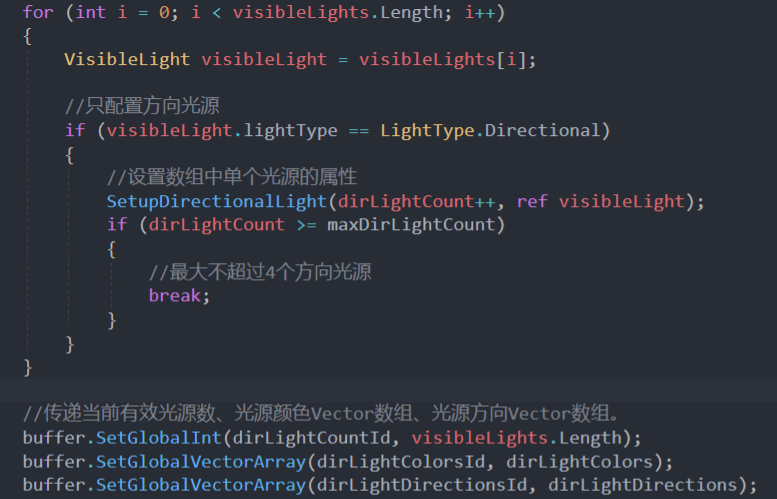 for (int i = 0; i < visibleLights.Length; i++)
{
VisibleLight visibleLight = visibleLights[i];
//只配置方向光源
if (visibleLight.lightType == LightType.Directional)
{
//设置数组中单个光源的属性
SetupDirectionalLight(dirLightCount++, ref visibleLight);
if (dirLightCount >= maxDirLightCount)
{
//最大不超过4个方向光源
break;
}
}
}
//传递当前有效光源数、光源颜色Vector数组、光源方向Vector数组。
buffer.SetGlobalInt(dirLightCountId, visibleLights.Length);
buffer.SetGlobalVectorArray(dirLightColorsId, dirLightColors);
buffer.SetGlobalVectorArray(dirLightDirectionsId, dirLightDirections);